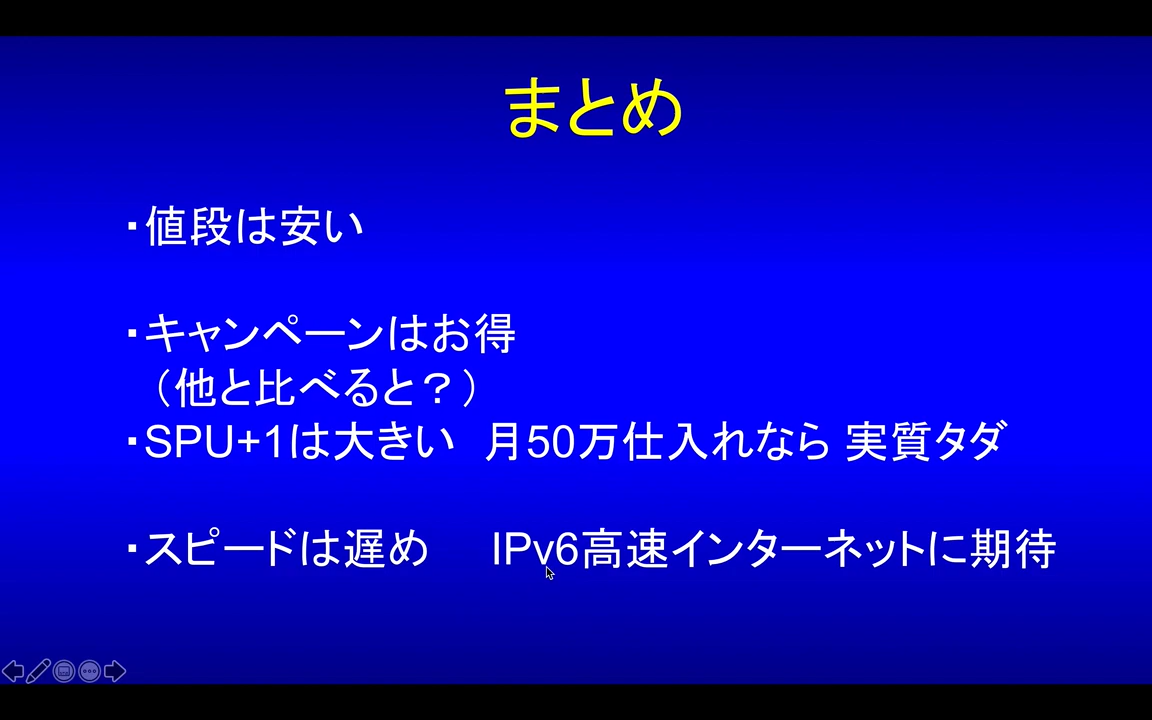 まとめ
・値段は安い
・キャンペーンはお得
（他と比べると？）
・SPU+1は大きい　月50万仕入れなら 実質タダ
・スピードは遅め　IPv6高速インターネットに期待